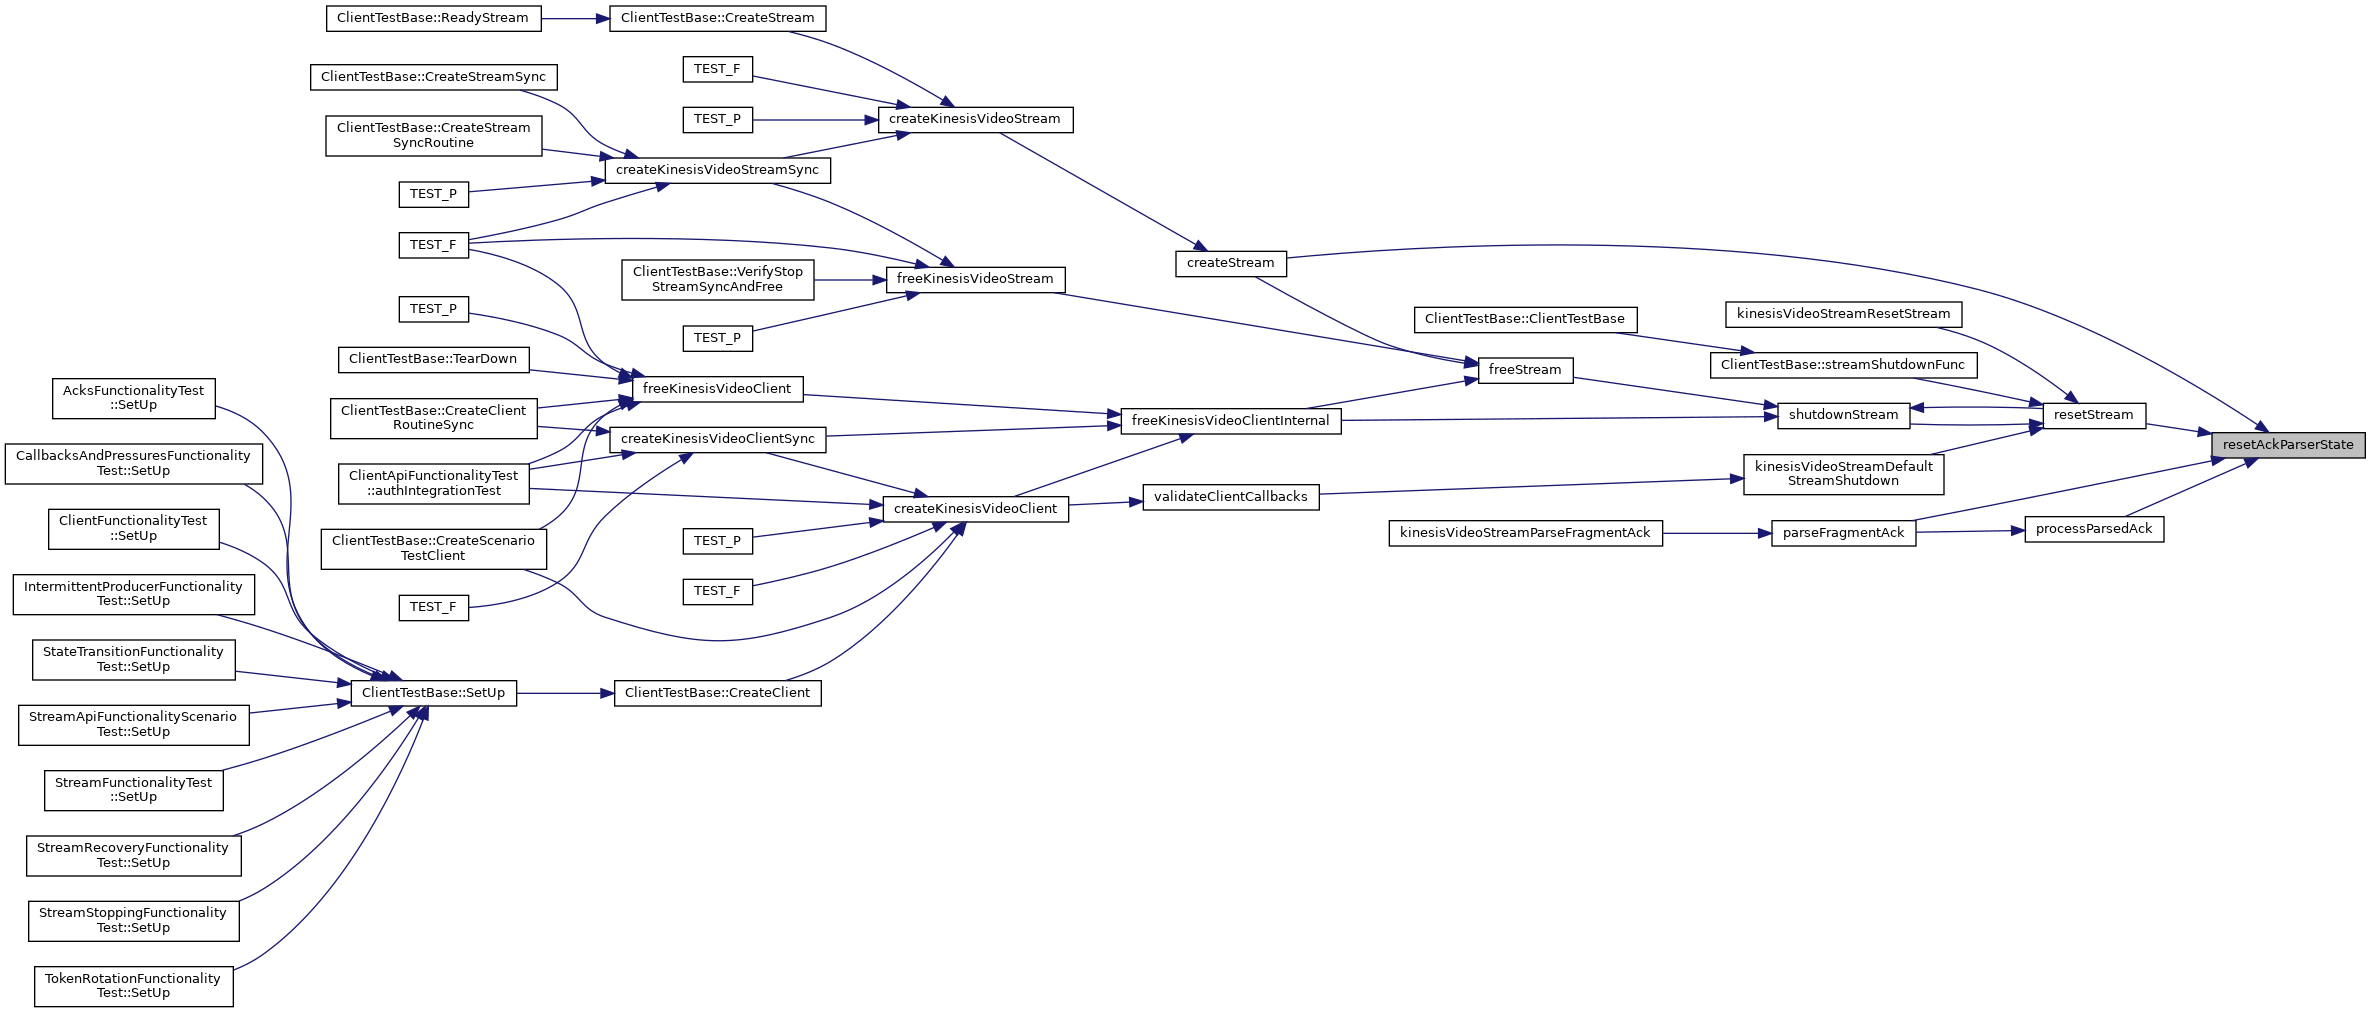 ClientTestBase::ReadyStream
ClientTestBase::CreateStream
TEST_F
ClientTestBase::CreateStreamSync
TEST_P
createKinesisVideoStream
ClientTestBase::CreateStream
SyncRoutine
createKinesisVideoStreamSync
TEST_P
TEST_F
createStream
ClientTestBase::VerifyStop
StreamSyncAndFree
freeKinesisVideoStream
TEST_P
ClientTestBase::ClientTestBase
kinesisVideoStreamResetStream
TEST_P
ClientTestBase::TearDown
ClientTestBase::streamShutdownFunc
freeStream
AcksFunctionalityTest
::SetUp
freeKinesisVideoClient
ClientTestBase::CreateClient
RoutineSync
freeKinesisVideoClientInternal
shutdownStream
resetStream
createKinesisVideoClientSync
resetAckParserState
CallbacksAndPressuresFunctionality
Test::SetUp
ClientApiFunctionalityTest
::authIntegrationTest
kinesisVideoStreamDefault
StreamShutdown
validateClientCallbacks
createKinesisVideoClient
ClientFunctionalityTest
::SetUp
ClientTestBase::CreateScenario
TestClient
TEST_P
kinesisVideoStreamParseFragmentAck
parseFragmentAck
processParsedAck
IntermittentProducerFunctionality
Test::SetUp
TEST_F
TEST_F
StateTransitionFunctionality
Test::SetUp
ClientTestBase::SetUp
ClientTestBase::CreateClient
StreamApiFunctionalityScenario
Test::SetUp
StreamFunctionalityTest
::SetUp
StreamRecoveryFunctionality
Test::SetUp
StreamStoppingFunctionality
Test::SetUp
TokenRotationFunctionality
Test::SetUp